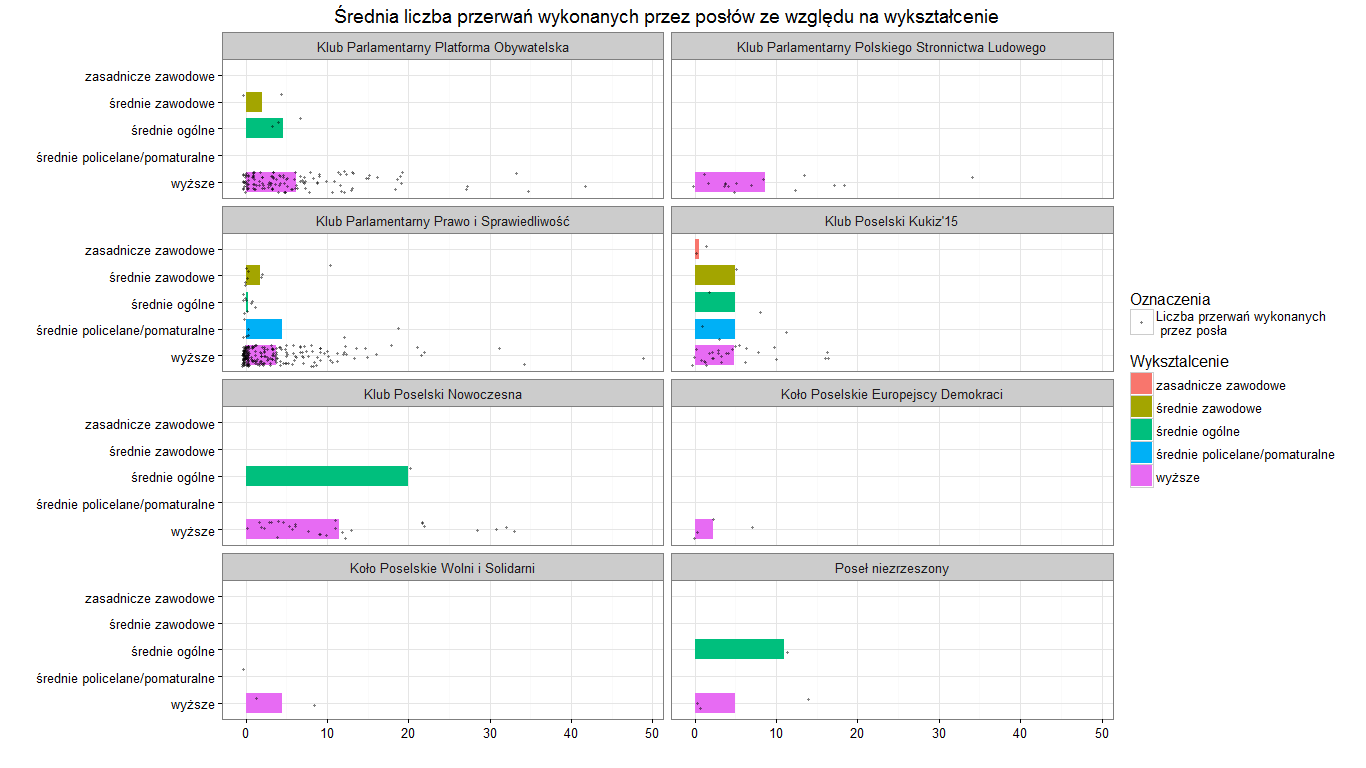 Średnia liczba przerwań wykonanych przez posłów ze względu na wykształcenie
Klub Parlamentarny Platforma Obywatelska
Klub Parlamentarny Polskiego Stronnictwa Ludowego
zasadnicze zawodowe
średnie zawodowe
średnie ogólne
średnie policelane/pomaturalne
wyższe
Klub Parlamentarny Prawo i Sprawiedliwość
Klub Poselski Kukiz'15
zasadnicze zawodowe
średnie zawodowe
średnie ogólne
średnie policelane/pomaturalne
wyższe
Klub Poselski Nowoczesna
Koło Poselskie Europejscy Demokraci
zasadnicze zawodowe
średnie zawodowe
średnie ogólne
średnie policelane/pomaturalne
wyższe
Koło Poselskie Wolni i Solidarni
Poseł niezrzeszony
zasadnicze zawodowe
średnie zawodowe
średnie ogólne
średnie policelane/pomaturalne
wyższe
0 10 20 30 40 50
0 10 20 30 40 50
Oznaczenia
Liczba przerwań wykonanych
przez posła
Wyksztalcenie
zasadnicze zawodowe
średnie zawodowe
średnie ogólne
średnie policelane/pomaturalne
wyższe